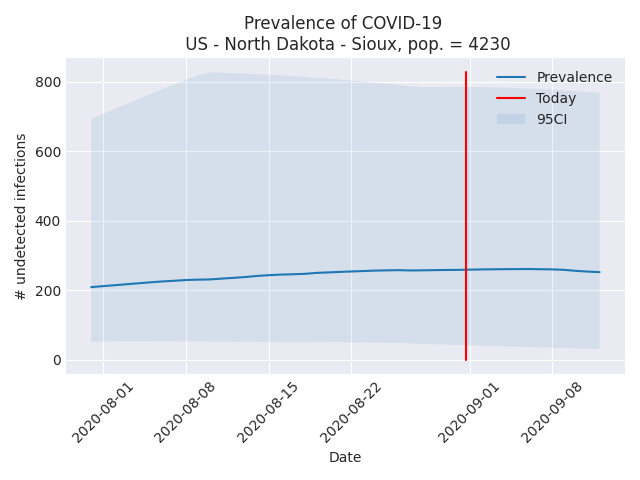 Prevalence of COVID-19
US - North Dakota - Sioux, pop. = 4230
# undetected infections
800
600
400
200
0
Prevalence
Today
95CI
2020-08-01
2020-08-08
2020-08-15
2020-08-22
2020-09-01
2020-09-08
Date